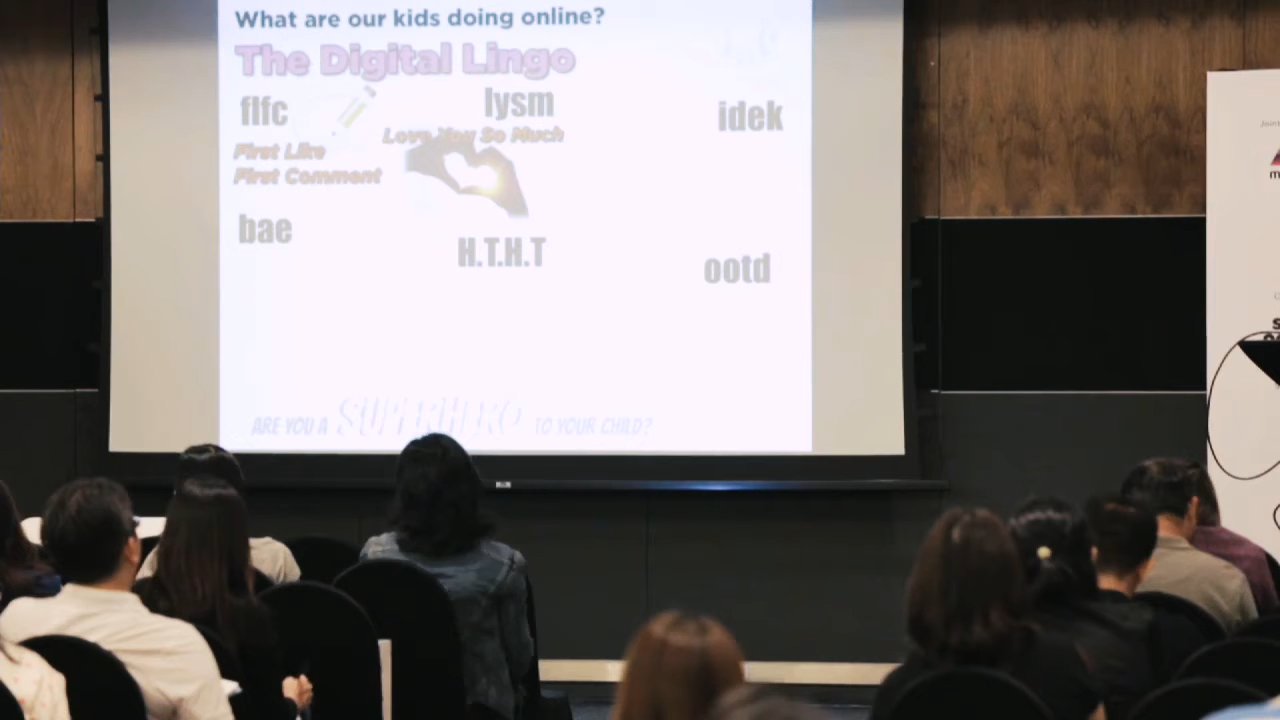 What are our kids doing online?
The Digital Lingo
flfc
lysm
idek
Love You So Much
First Like
First Comment
bae
H.T.H.T
ootd
ARE YOU A SUPERHERO TO YOUR CHILD?